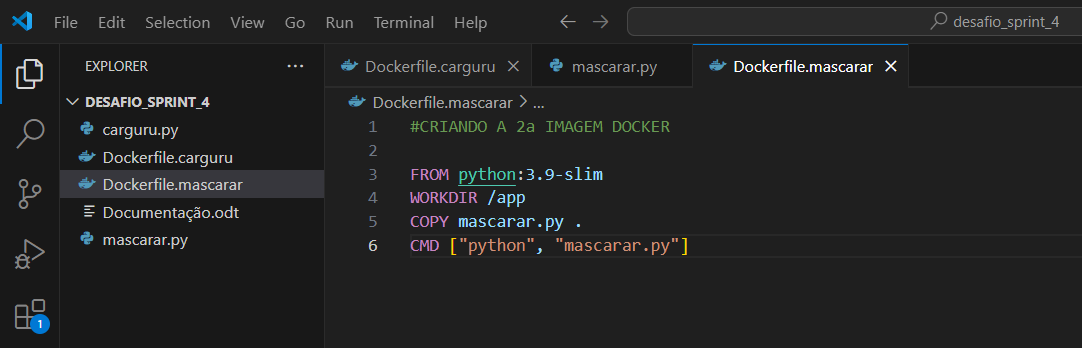 File Edit Selection View Go Run Terminal Help
desafio_sprint_4
EXPLORER
DESAFIO_SPRINT_4
carguru.py
Dockerfile.carguru
Dockerfile.mascarar
Documentação.odt
mascarar.py
1
Dockerfile.carguru mascarar.py Dockerfile.mascarar
Dockerfile.mascarar > ...
1 #CRIANDO A 2a IMAGEM DOCKER
2
3 FROM python:3.9-slim
4 WORKDIR /app
5 COPY mascarar.py .
6 CMD ["python", "mascarar.py"]